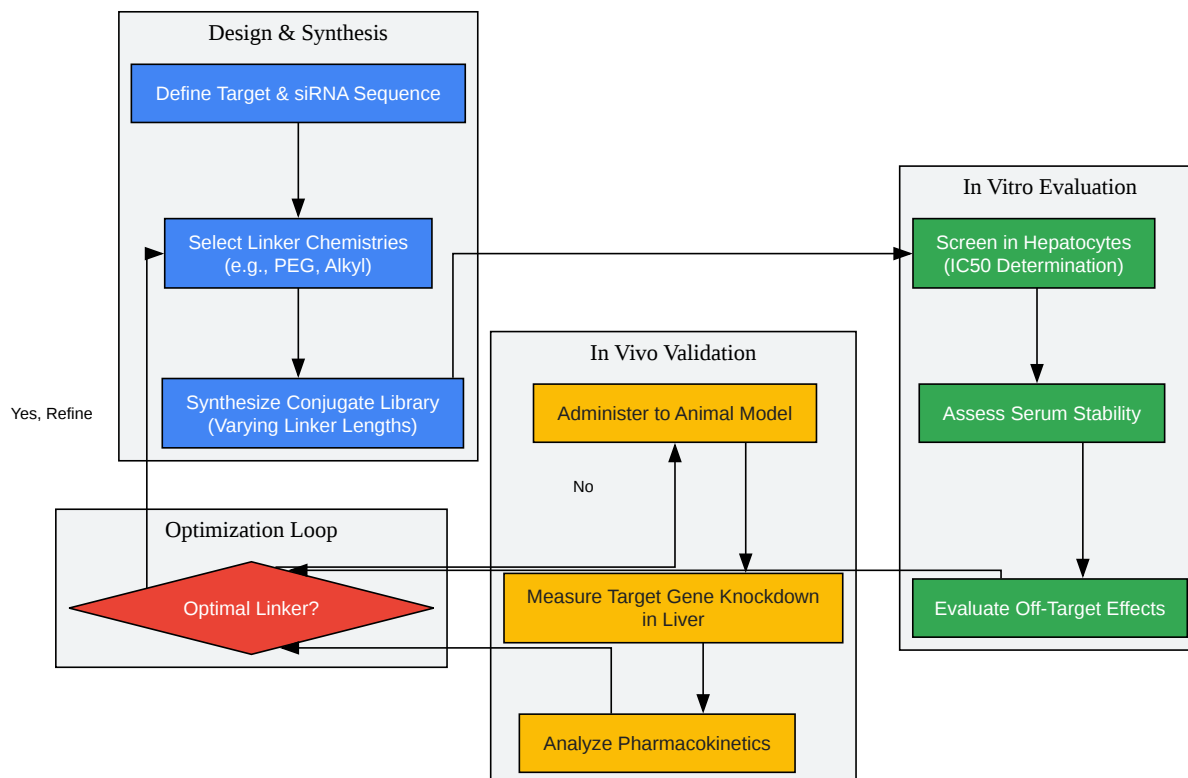 Design & Synthesis
Define Target & siRNA Sequence
Select Linker Chemistries
(e.g., PEG, Alkyl)
Synthesize Conjugate Library
(Varying Linker Lengths)
Yes, Refine
Optimization Loop
Optimal Linker?
In Vivo Validation
Administer to Animal Model
No
Measure Target Gene Knockdown
in Liver
Analyze Pharmacokinetics
In Vitro Evaluation
Screen in Hepatocytes
(IC50 Determination)
Assess Serum Stability
Evaluate Off-Target Effects